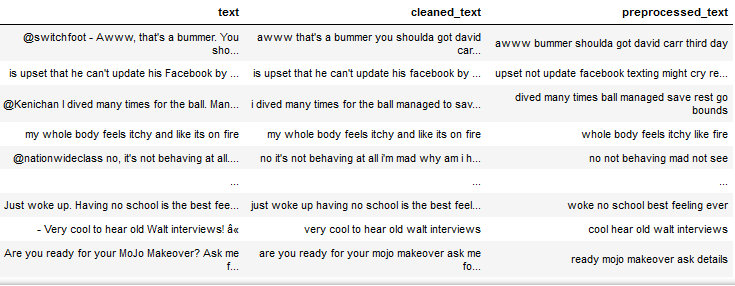 text cleaned_text preprocessed_text
@switchfoot - Awww, that's a bummer. You sho... awww that's a bummer you shoulda got david car... awww bummer shoulda got david carr third day
is upset that he can't update his Facebook by ... is upset that he can't update his facebook by ... upset not update facebook texting might cry re...
@Kenichan I dived many times for the ball. Man... i dived many times for the ball managed to sav... dived many times ball managed save rest go bounds
my whole body feels itchy and like its on fire my whole body feels itchy and like its on fire whole body feels itchy like fire
@nationwideclass no, it's not behaving at all.... no it's not behaving at all i'm mad why am i h... no not behaving mad not see
... ... ...
Just woke up. Having no school is the best fee... just woke up having no school is the best feel... woke no school best feeling ever
- Very cool to hear old Walt interviews! â« very cool to hear old walt interviews cool hear old walt interviews
Are you ready for your MoJo Makeover? Ask me f... are you ready for your mojo makeover ask me fo... ready mojo makeover ask details